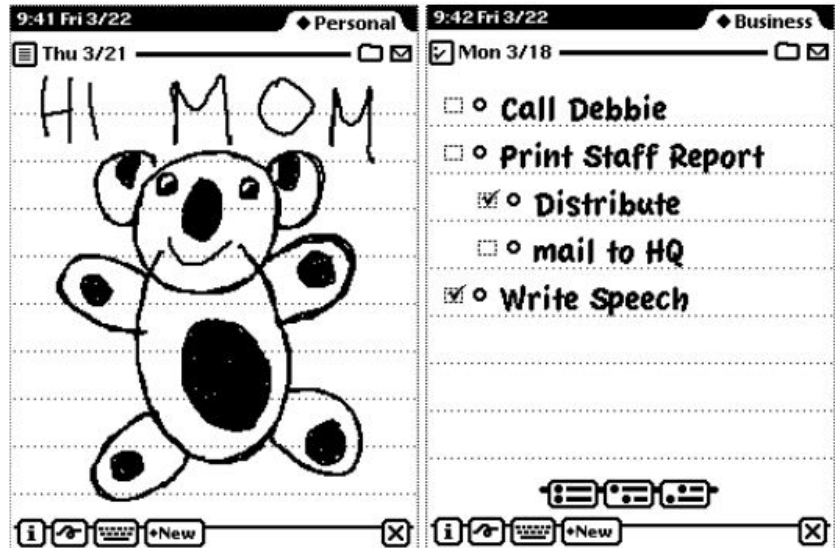 9:41 Fri 3/22
Personal
Thu 3/21
HI MOM
i
New
9:42 Fri 3/22
Business
Mon 3/18
Call Debbie
Print Staff Report
Distribute
mail to HQ
Write Speech
i
New